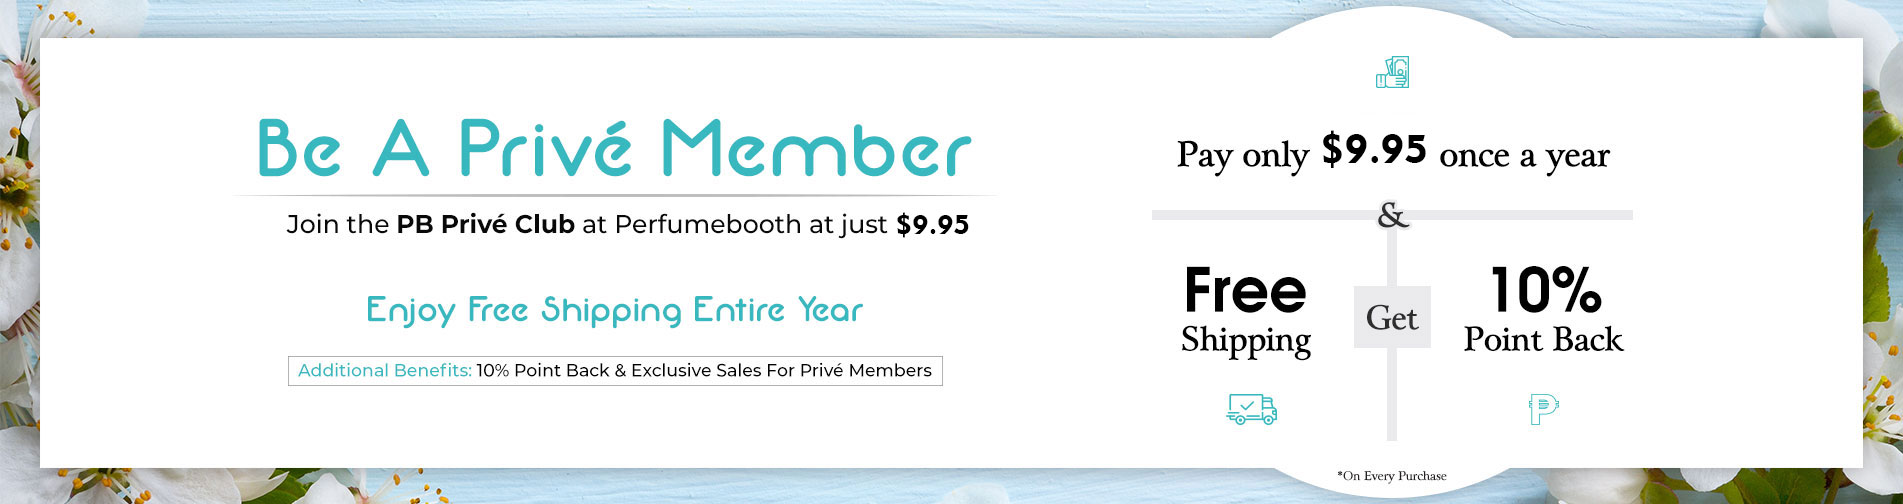 Be A Privé Member
Join the PB Privé Club at Perfumebooth at just $9.95
Enjoy Free Shipping Entire Year
Additional Benefits: 10% Point Back & Exclusive Sales For Privé Members
Pay only $9.95 once a year
&
Free
Shipping
Get
10%
Point Back
P
*On Every Purchase